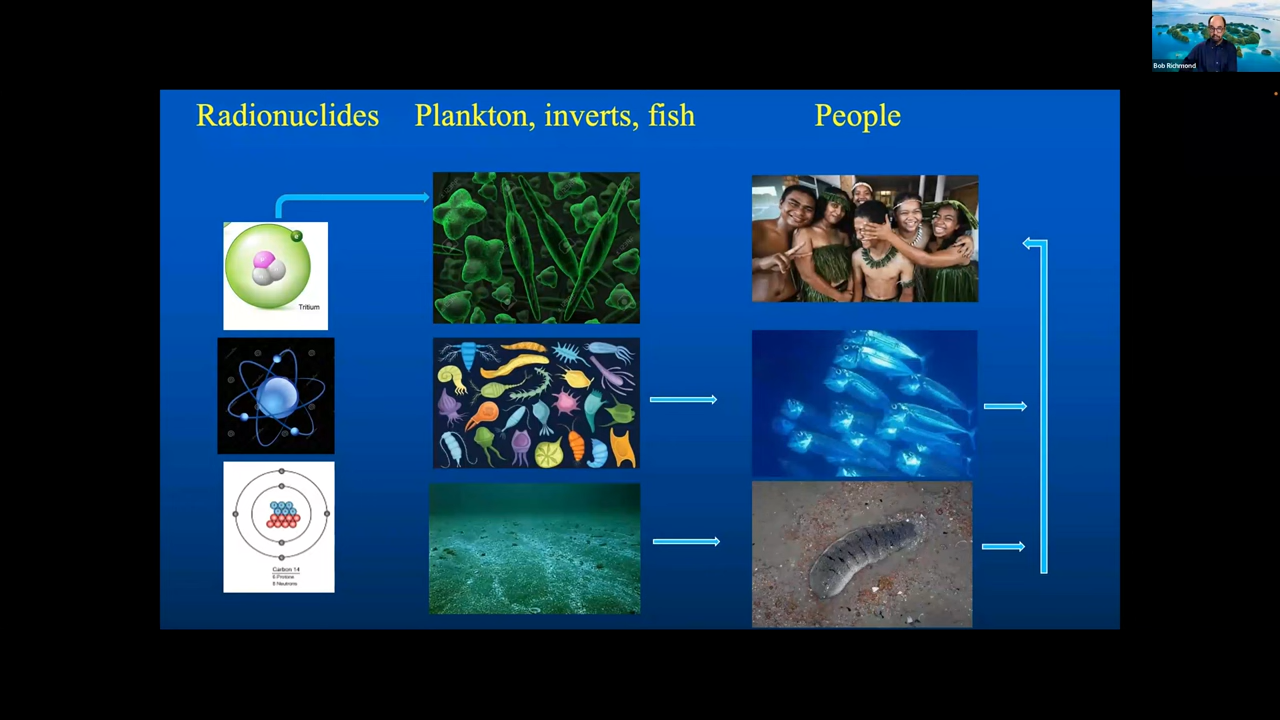 Bob Richmond
Radionuclides
Plankton, inverts, fish
People
Tritium
Carbon 14
6 Protons
8 Neutrons